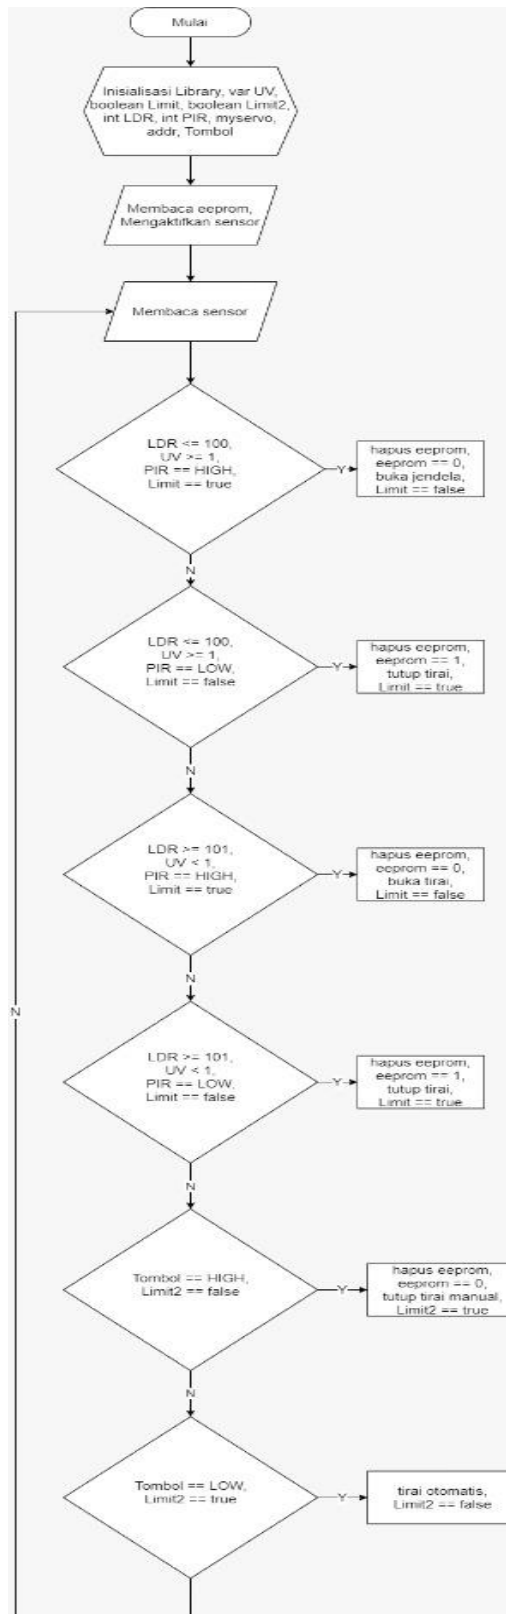 Mulai
Inisialisasi Library, var UV,
boolean Limit, boolean Limit2,
int LDR, int PIR, myservo,
addr, Tombol
Membaca eeprom,
Mengaktifkan sensor
Membaca sensor
LDR <= 100,
UV >= 1,
PIR == HIGH,
Limit == true
Y
hapus eeprom,
eeprom == 0,
buka jendela,
Limit == false
N
LDR <= 100,
UV >= 1,
PIR == LOW,
Limit == false
Y
hapus eeprom,
eeprom == 1,
tutup tirai,
Limit == true
N
LDR >= 101,
UV < 1,
PIR == HIGH,
Limit == true
Y
hapus eeprom,
eeprom == 0,
buka tirai,
Limit == false
N
N
LDR >= 101,
UV < 1,
PIR == LOW,
Limit == false
Y
hapus eeprom,
eeprom == 1,
tutup tirai,
Limit == true
N
Tombol == HIGH,
Limit2 == false
Y
hapus eeprom,
eeprom == 0,
tutup tirai manual,
Limit2 == true
N
Tombol == LOW,
Limit2 == true
Y
tirai otomatis,
Limit2 == false